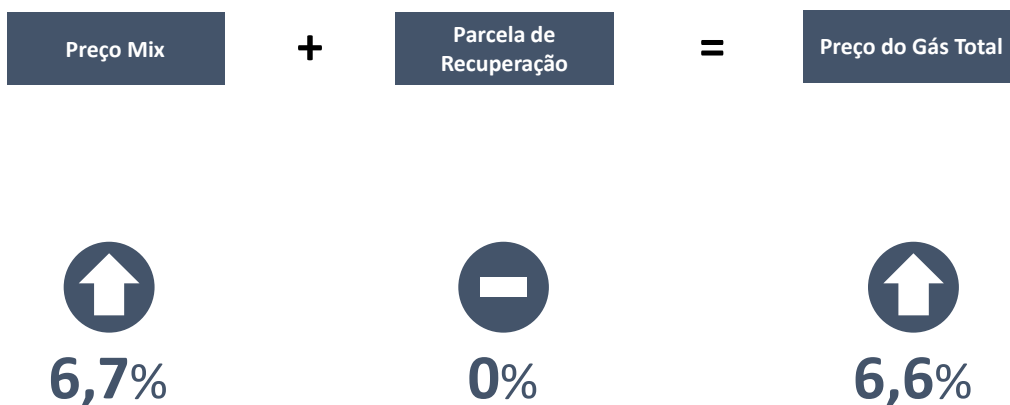 Preço Mix
+
Parcela de
Recuperação
=
Preço do Gás Total
6,7%
0%
6,6%